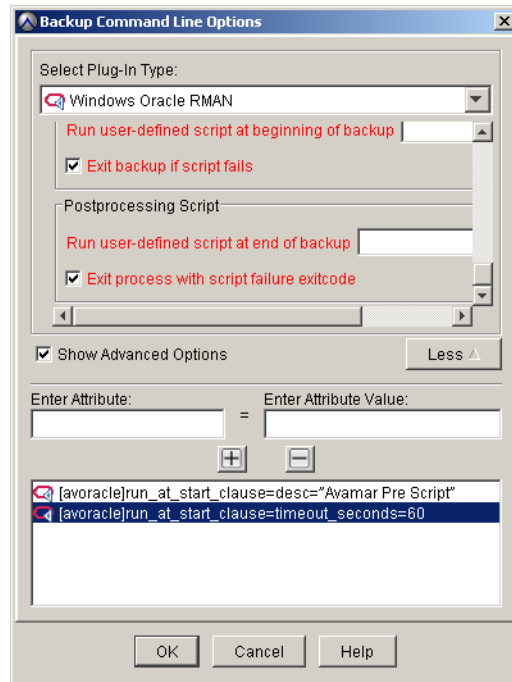 Backup Command Line Options
Select Plug-In Type:
Windows Oracle RMAN
Run user-defined script at beginning of backup
Exit backup if script fails
Postprocessing Script
Run user-defined script at end of backup
Exit process with script failure exitcode
Show Advanced Options
Less
Enter Attribute:
=
Enter Attribute Value:
[avoracle]run_at_start_clause=desc=”Avamar Pre Script”
[avoracle]run_at_start_clause=timeout_seconds=60
OK
Cancel
Help